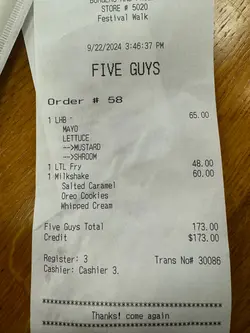 STORE # 5020
Festival Walk
9/22/2024 3:46:37 PM
FIVE GUYS
Order # 58
1 LHB 65.00
MAYO
LETTUCE
-->MUSTARD
-->SHROOM
1 LTL Fry 48.00
1 Milkshake 60.00
Salted Caramel
Oreo Cookies
Whipped Cream
Five Guys Total 173.00
Credit $173.00
Register: 3 Trans No# 30086
Cashier: Cashier 3.
Thanks! come again